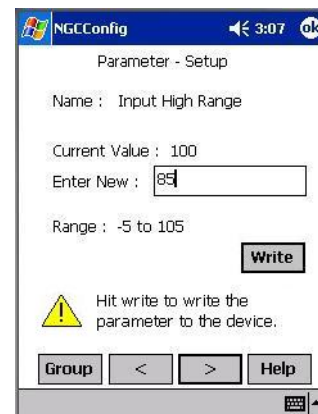 NGCConfig 3:07 ok
Parameter - Setup
Name : Input High Range
Current Value : 100
Enter New : 85
Range : -5 to 105
Write
Hit write to write the
parameter to the device.
Group < > Help